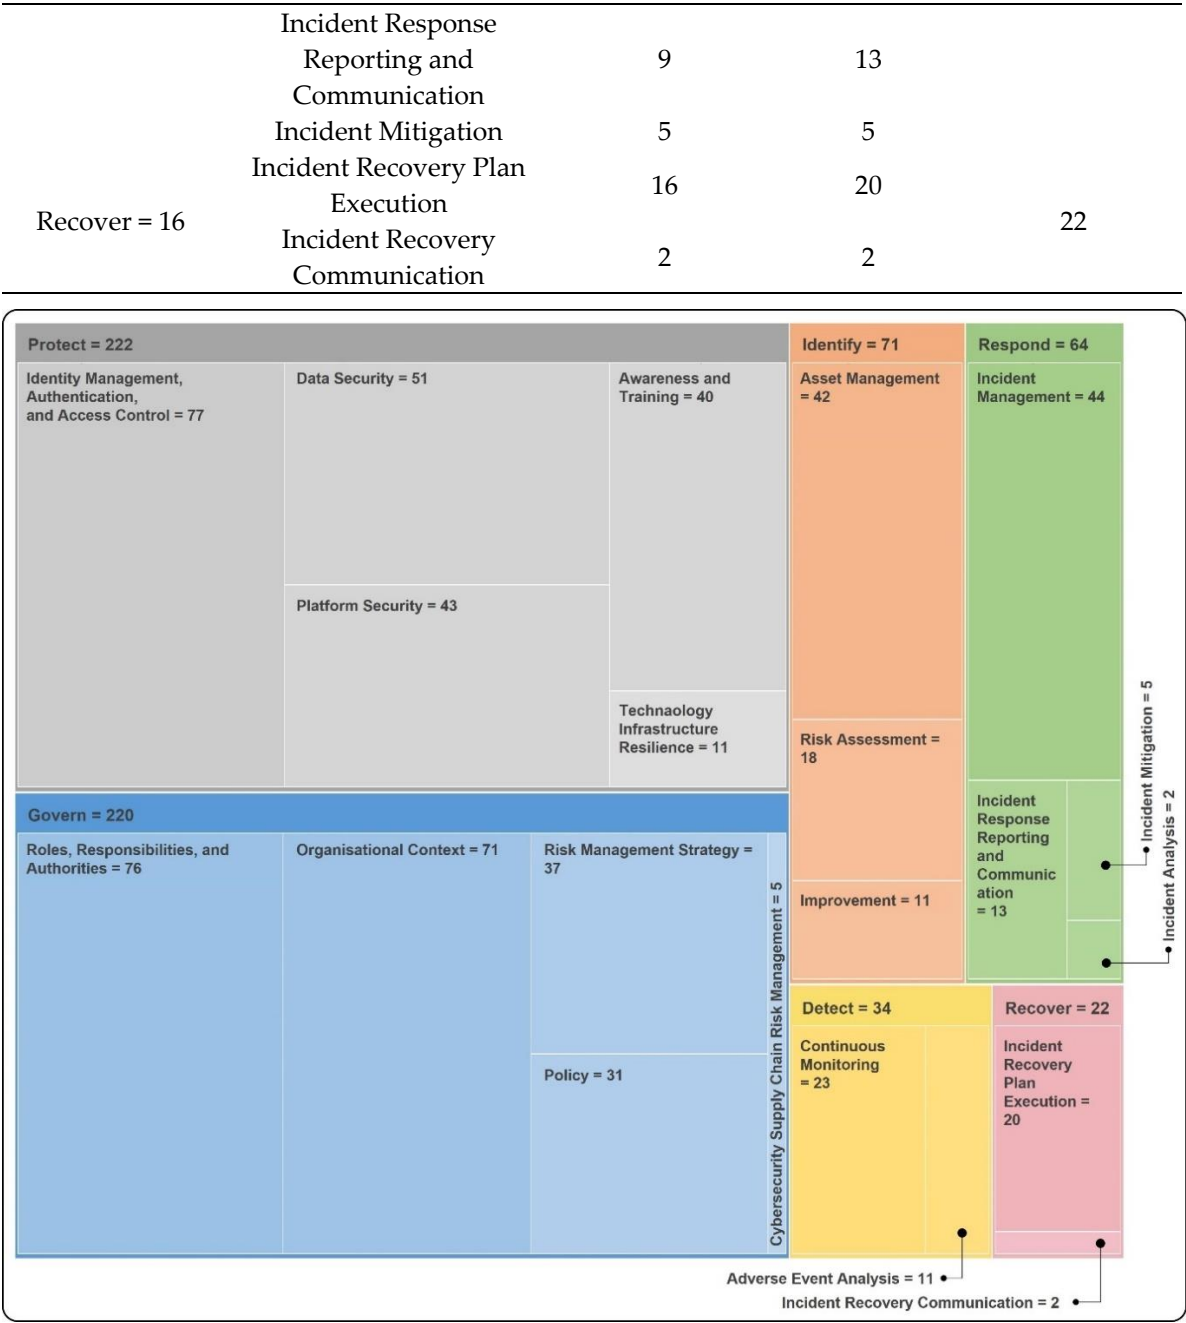 Incident Response
Reporting and
Communication
9
13
Incident Mitigation
5
5
Incident Recovery Plan
Execution
16
20
Recover = 16
22
Incident Recovery
Communication
2
2
Protect = 222
Identity Management,
Authentication,
and Access Control = 77
Data Security = 51
Platform Security = 43
Awareness and
Training = 40
Technaology
Infrastructure
Resilience = 11
Govern = 220
Roles, Responsibilities, and
Authorities = 76
Organisational Context = 71
Risk Management Strategy =
37
Policy = 31
Cybersecurity Supply Chain Risk Management = 5
Identify = 71
Asset Management
= 42
Risk Assessment =
18
Improvement = 11
Respond = 64
Incident
Management = 44
Incident
Response
Reporting
and
Communic
ation
= 13
Incident Mitigation = 5
Incident Analysis = 2
Detect = 34
Continuous
Monitoring
= 23
Adverse Event Analysis = 11
Recover = 22
Incident
Recovery
Plan
Execution =
20
Incident Recovery Communication = 2